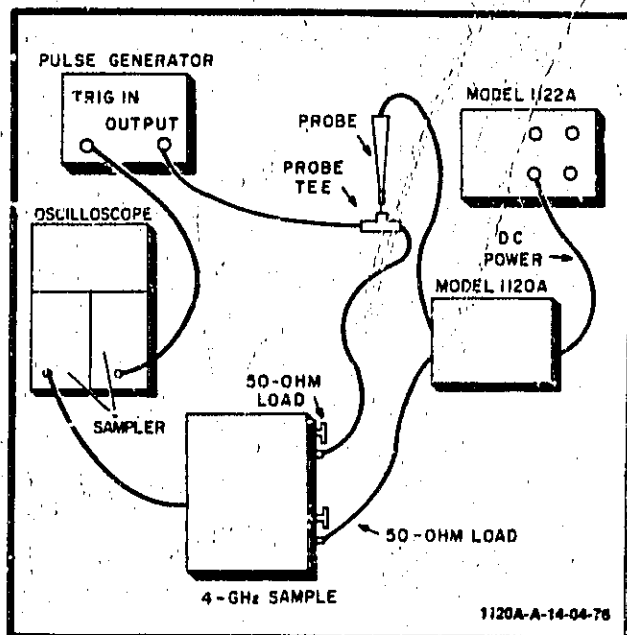 PULSE GENERATOR
TRIG IN
OUTPUT
PROBE
PROBE
TEE
MODEL 1122A
OSCILLOSCOPE
DC
POWER
MODEL 1120A
50-OHM
LOAD
SAMPLER
50-OHM LOAD
4-GHz SAMPLE
1120A-A-14-04-76